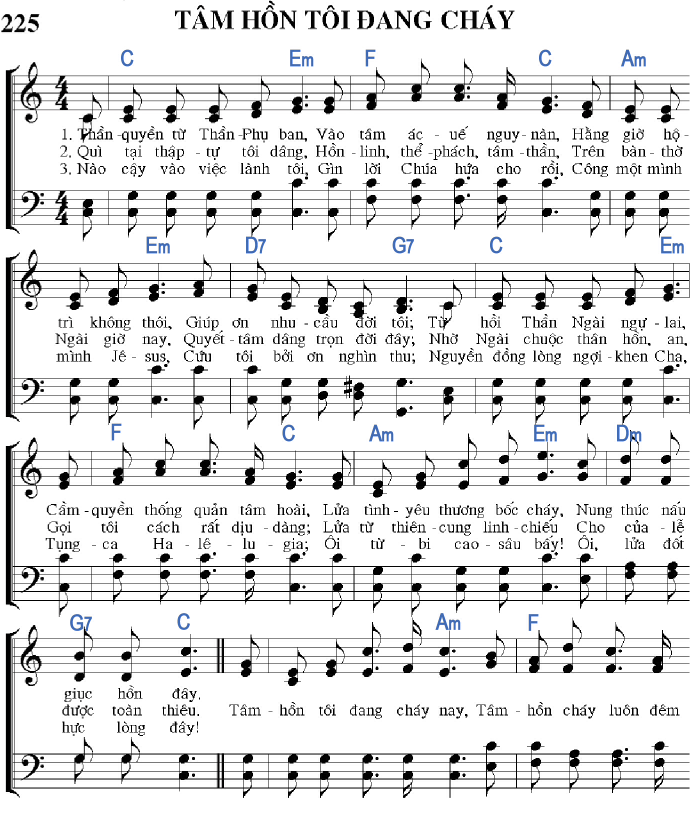 225
TÂM HỒN TÔI ĐANG CHÁY
C Em F C Am
1. Thần-quyền từ Thần-Phụ ban, Vào tâm ác-uế nguy-nàn, Hằng giờ hộ-
2. Quì tại thập-tự tôi dâng, Hồn-linh, thể-phách, tâm-thần, Trên bàn-thờ
3. Nào cậy vào việc lành tôi, Gìn lời Chúa hứa cho rồi, Công một mình
Em D7 G7 C Em
trì không thôi, Giúp ơn nhu-cầu đời tôi; Từ hồi Thần Ngài ngự-lai,
Ngài giờ nay, Quyết-tâm dâng trọn đời đây; Nhờ Ngài chuộc thân hồn, an,
mình Jê-sus, Cứu tôi bởi ơn nghìn thu; Nguyền đồng lòng ngợi-khen Cha,
F C Am Em Dm
Cầm-quyền thống quản tâm hoài, Lửa tình-yêu thương bốc cháy, Nung thúc nấu
Gọi tôi cách rất dịu-dàng; Lửa từ thiên-cung linh-chiếu Cho của-lễ
Tụng-ca Ha-lê-lu-gia; Ôi từ-bi cao-sâu bấy! Ôi, lửa đốt
G7 C Am F
giục hồn đây.
được toàn thiêu. Tâm-hồn tôi đang cháy nay, Tâm-hồn cháy luôn đêm
hực lòng đây!